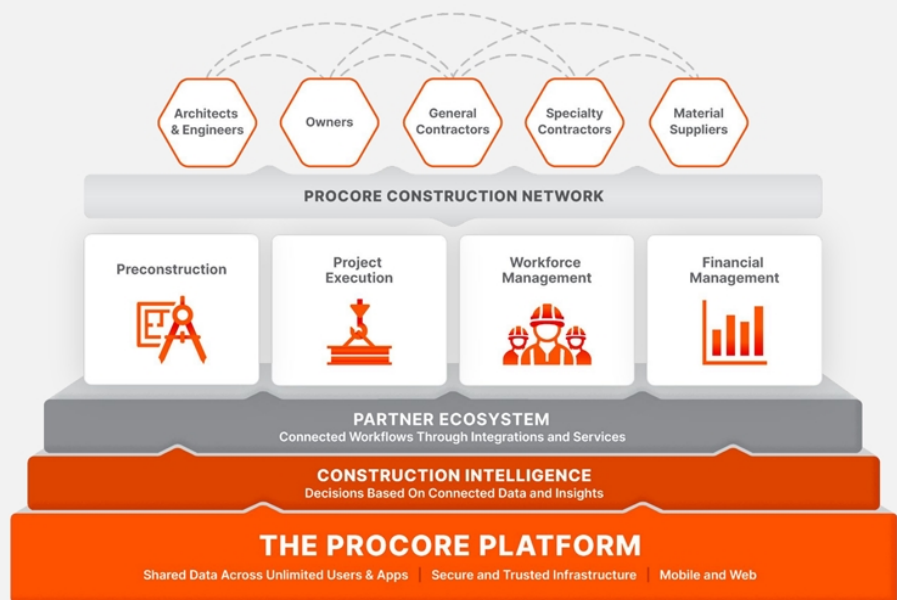 Architects
& Engineers
Owners
General
Contractors
Specialty
Contractors
Material
Suppliers
PROCORE CONSTRUCTION NETWORK
Preconstruction
Project
Execution
Workforce
Management
Financial
Management
PARTNER ECOSYSTEM
Connected Workflows Through Integrations and Services
CONSTRUCTION INTELLIGENCE
Decisions Based On Connected Data and Insights
THE PROCORE PLATFORM
Shared Data Across Unlimited Users & Apps | Secure and Trusted Infrastructure | Mobile and Web